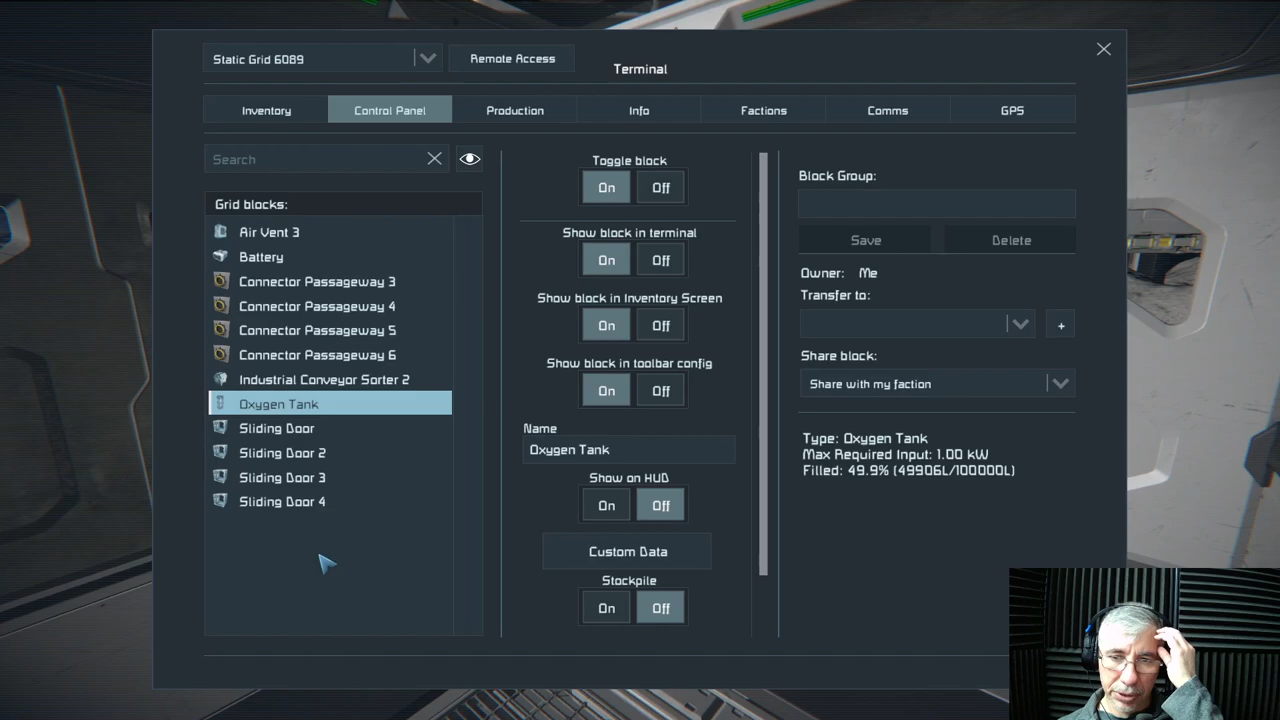 Static Grid 6089
Remote Access
Terminal
Inventory
Control Panel
Production
Info
Factions
Comms
GPS
Search
Grid blocks:
Air Vent 3
Battery
Connector Passageway 3
Connector Passageway 4
Connector Passageway 5
Connector Passageway 6
Industrial Conveyor Sorter 2
Oxygen Tank
Sliding Door
Sliding Door 2
Sliding Door 3
Sliding Door 4
Toggle block
On Off
Show block in terminal
On Off
Show block in Inventory Screen
On Off
Show block in toolbar config
On Off
Name
Oxygen Tank
Show on HUD
On Off
Custom Data
Stockpile
On Off
Block Group:
Save Delete
Owner: Me
Transfer to:
+
Share block:
Share with my faction
Type: Oxygen Tank
Max Required Input: 1.00 kW
Filled: 49.9% (49906L/100000L)